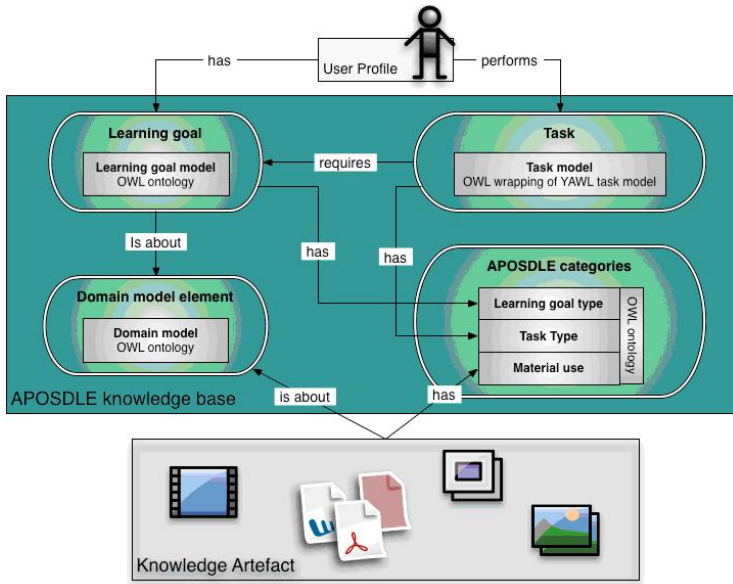 has
User Profile
performs
Learning goal
Learning goal model
OWL ontology
requires
Task
Task model
OWL wrapping of YAWL task model
Is about
has
has
Domain model element
Domain model
OWL ontology
APOSDLE categories
Learning goal type
Task Type
Material use
OWL ontology
APOSDLE knowledge base
is about
has
Knowledge Artefact